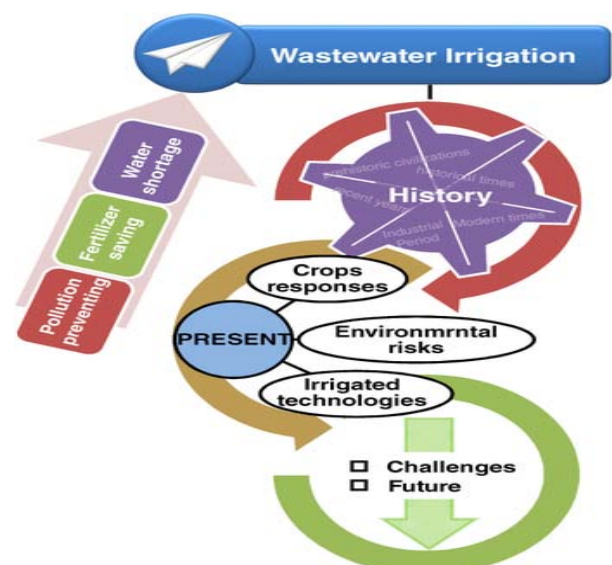 Wastewater Irrigation
Water
shortage
Fertilizer
saving
Pollution
preventing
prehistoric civilizations
historical times
recent years
History
Industrial
Period
Modern times
Crops
responses
PRESENT
Environmrntal
risks
Irrigated
technologies
Challenges
Future